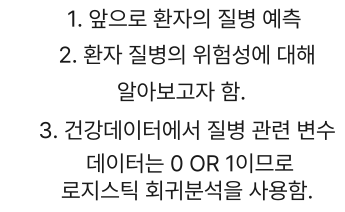 1. 앞으로 환자의 질병 예측
2. 환자 질병의 위험성에 대해
알아보고자 함.
3. 건강데이터에서 질병 관련 변수
데이터는 0 OR 1이므로
로지스틱 회귀분석을 사용함.